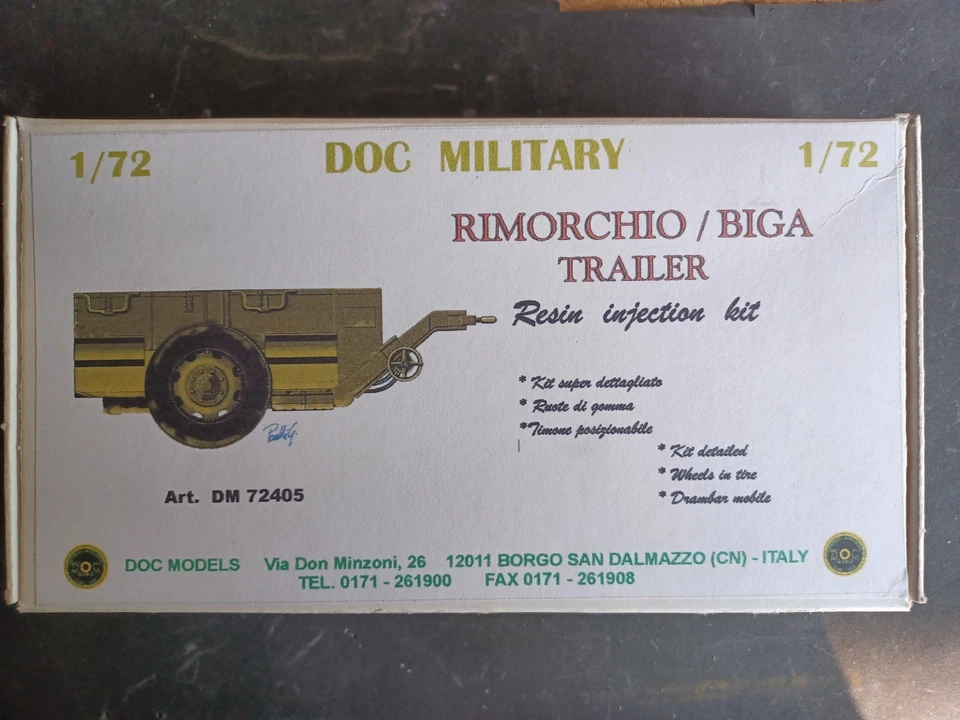 1/72 DOC MILITARY 1/72
RIMORCHIO / BIGA
TRAILER
Resin injection kit
* Kit super dettagliato
* Ruote di gomma
*Timone posizionabile
* Kit detailed
* Wheels in tire
* Drambar mobile
Art. DM 72405
DOC MODELS Via Don Minzoni, 26 12011 BORGO SAN DALMAZZO (CN) - ITALY
TEL. 0171 - 261900 FAX 0171 - 261908
DOC
DOC